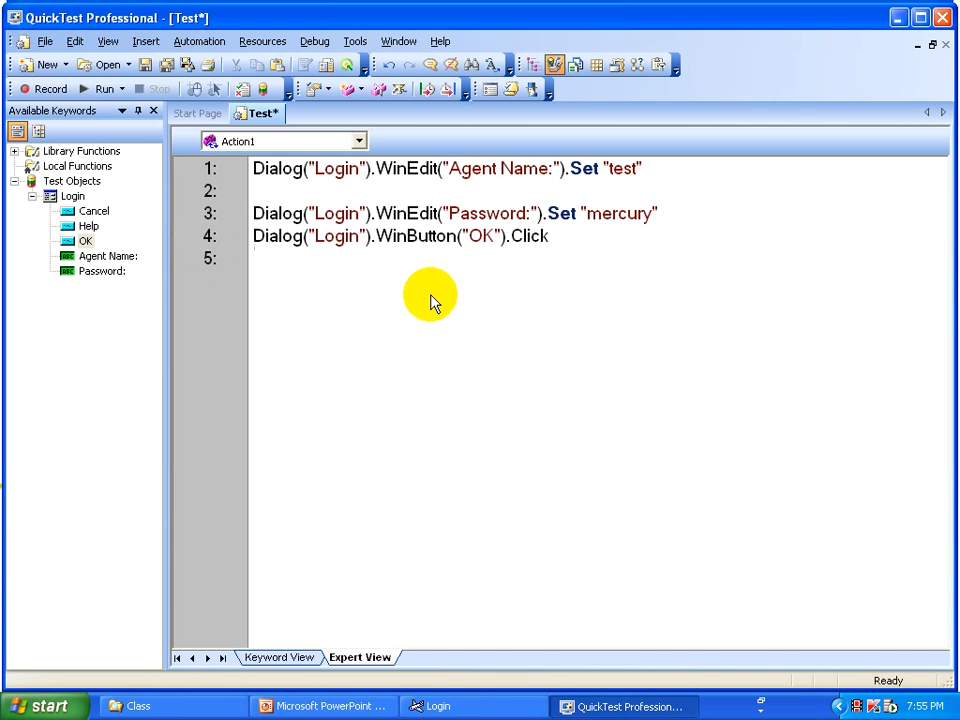 QuickTest Professional - [Test*]
File Edit View Insert Automation Resources Debug Tools Window Help
New Open
Record Run Stop
Available Keywords
Start Page Test*
Action1
Library Functions
Local Functions
Test Objects
Login
Cancel
Help
OK
Agent Name:
Password:
1: Dialog("Login").WinEdit("Agent Name:").Set "test"
2:
3: Dialog("Login").WinEdit("Password:").Set "mercury"
4: Dialog("Login").WinButton("OK").Click
5:
Keyword View Expert View
Ready
start Class Microsoft PowerPoint ... Login QuickTest Profession... 7:55 PM